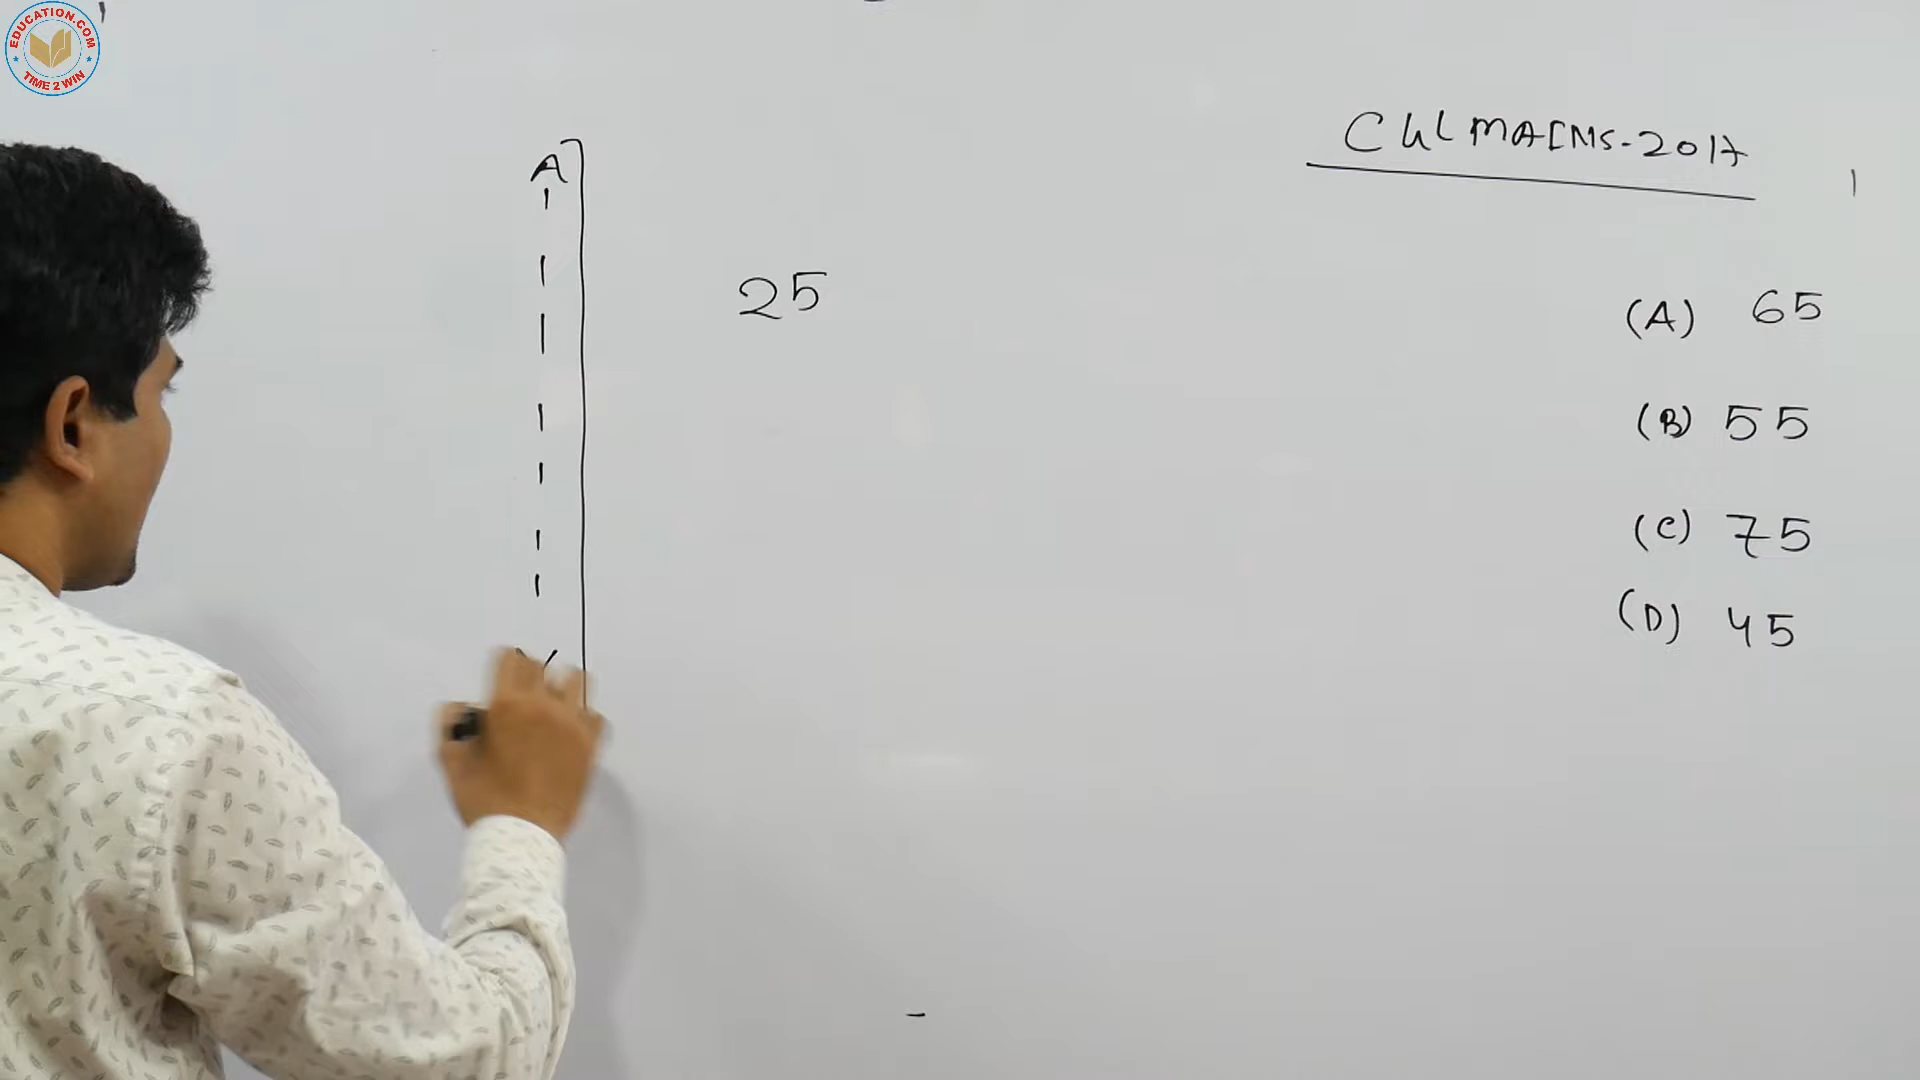 EDUCATION.COM
TIME 2 WIN
CHL MAINS-2017
A
25
(A) 65
(B) 55
(C) 75
(D) 45